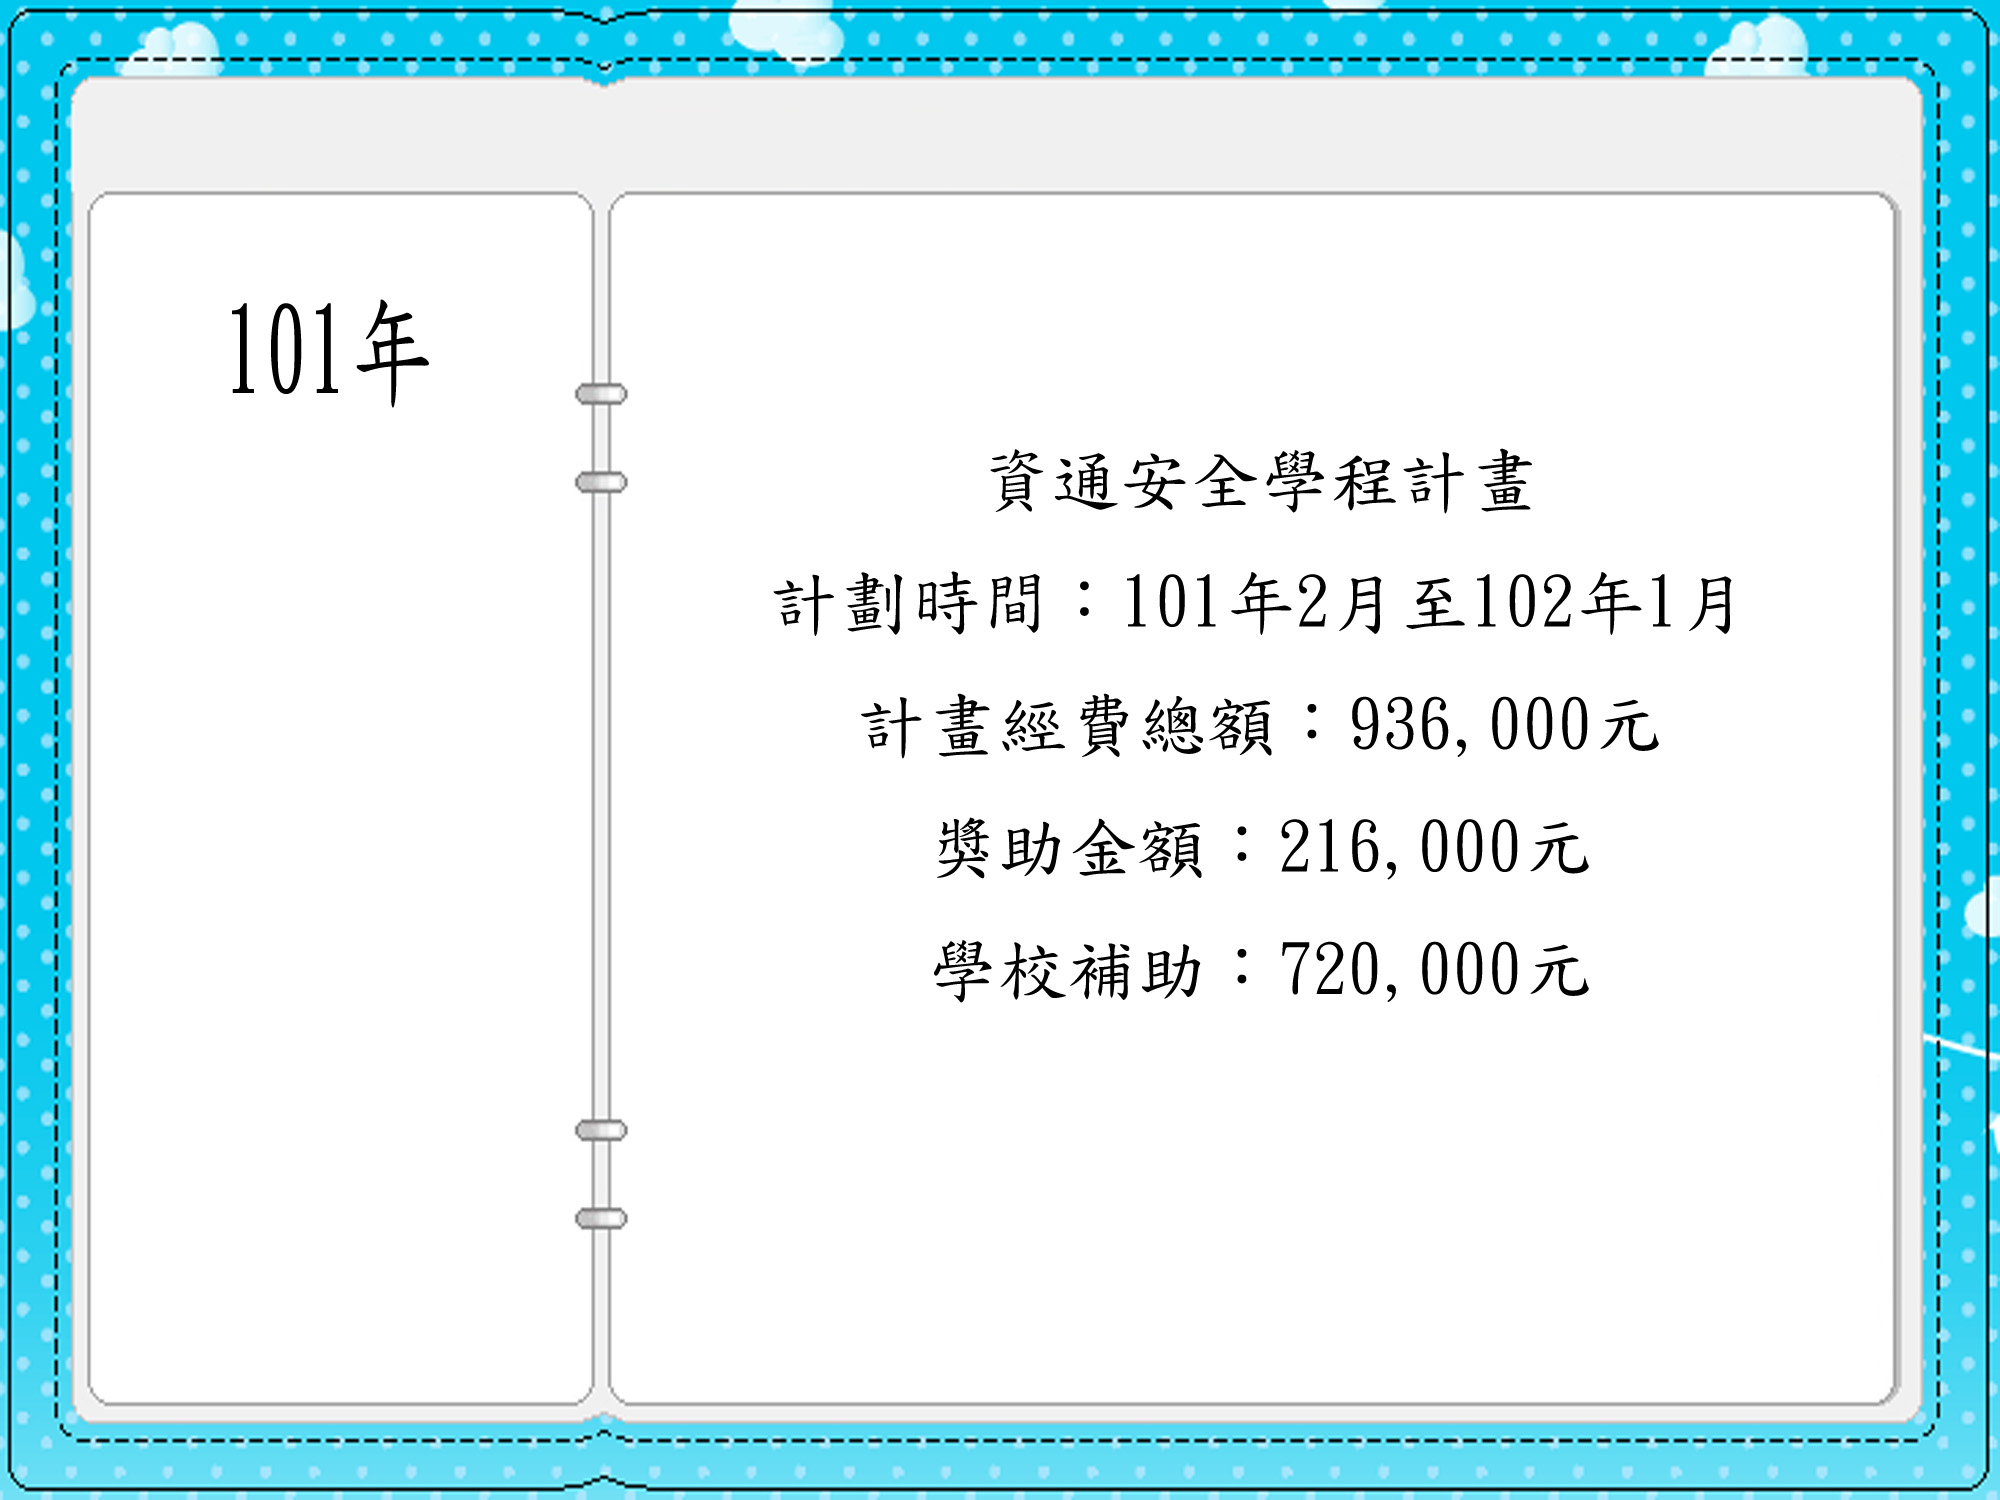 101年
資通安全學程計畫
計劃時間：101年2月至102年1月
計畫經費總額：936,000元
獎助金額：216,000元
學校補助：720,000元